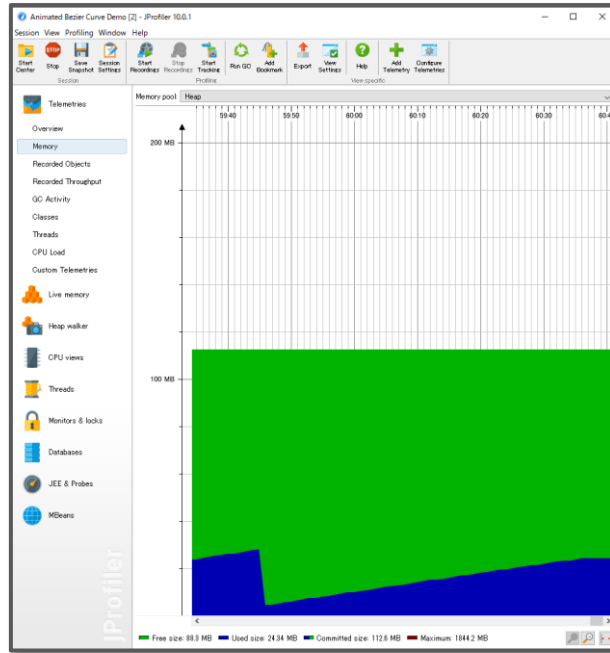 Animated Bezier Curve Demo [2] - JProfiler 10.0.1
Session View Profiling Window Help
Start Center
Stop
Save Snapshot
Session Settings
Start Recordings
Stop Recordings
Start Tracking
Run GC
Add Bookmark
Export
View Settings
Help
Add Telemetry
Configure Telemetries
Session
Profiling
View specific
Telemetries
Overview
Memory
Recorded Objects
Recorded Throughput
GC Activity
Classes
Threads
CPU Load
Custom Telemetries
Live memory
Heap walker
CPU views
Threads
Monitors & locks
Databases
JEE & Probes
MBeans
JProfiler
Memory pool Heap
59:40 59:50 60:00 60:10 60:20 60:30 60:4
200 MB
100 MB
Free size: 88.3 MB Used size: 24.34 MB Committed size: 112.6 MB Maximum: 1844.2 MB